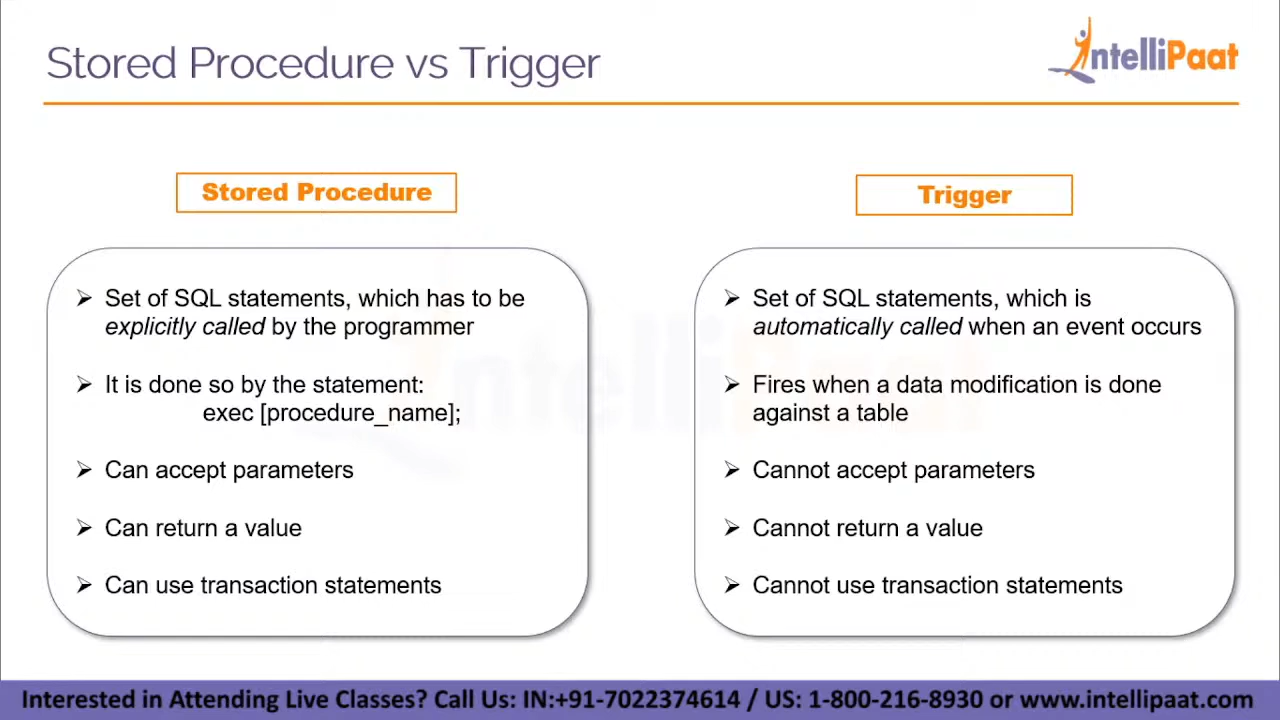 Stored Procedure vs Trigger
IntelliPaat
Stored Procedure
➢ Set of SQL statements, which has to be
explicitly called by the programmer
➢ It is done so by the statement:
exec [procedure_name];
➢ Can accept parameters
➢ Can return a value
➢ Can use transaction statements
Trigger
➢ Set of SQL statements, which is
automatically called when an event occurs
➢ Fires when a data modification is done
against a table
➢ Cannot accept parameters
➢ Cannot return a value
➢ Cannot use transaction statements
IntelliPaat
Interested in Attending Live Classes? Call Us: IN:+91-7022374614 / US: 1-800-216-8930 or www.intellipaat.com